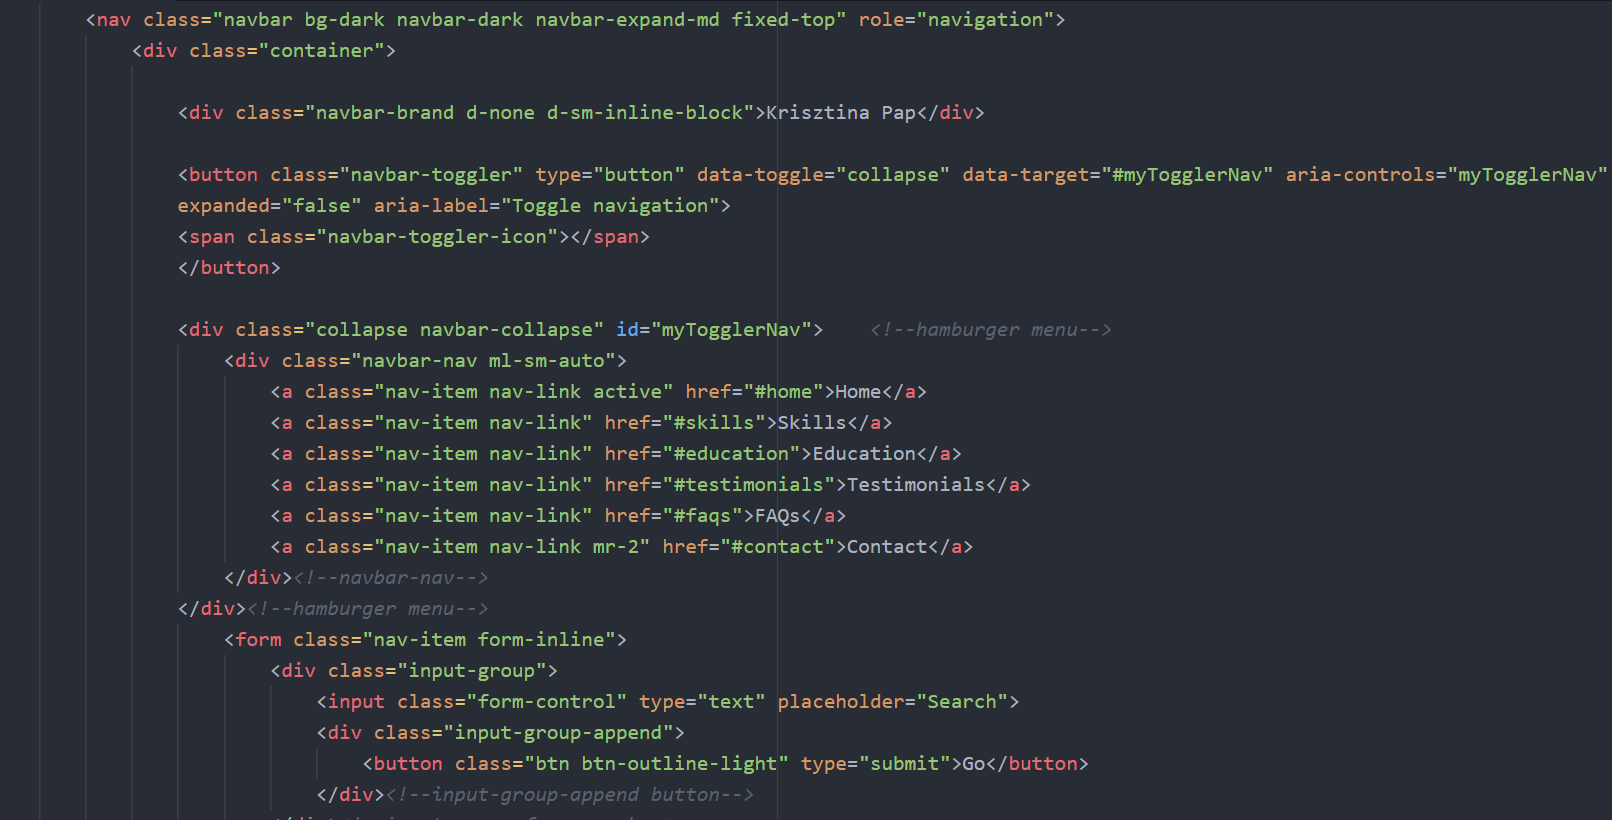 <nav class="navbar bg-dark navbar-dark navbar-expand-md fixed-top" role="navigation">
<div class="container">
<div class="navbar-brand d-none d-sm-inline-block">Krisztina Pap</div>
<button class="navbar-toggler" type="button" data-toggle="collapse" data-target="#myTogglerNav" aria-controls="myTogglerNav"
expanded="false" aria-label="Toggle navigation">
<span class="navbar-toggler-icon"></span>
</button>
<div class="collapse navbar-collapse" id="myTogglerNav">    <!--hamburger menu-->
<div class="navbar-nav ml-sm-auto">
<a class="nav-item nav-link active" href="#home">Home</a>
<a class="nav-item nav-link" href="#skills">Skills</a>
<a class="nav-item nav-link" href="#education">Education</a>
<a class="nav-item nav-link" href="#testimonials">Testimonials</a>
<a class="nav-item nav-link" href="#faqs">FAQs</a>
<a class="nav-item nav-link mr-2" href="#contact">Contact</a>
</div><!--navbar-nav-->
</div><!--hamburger menu-->
<form class="nav-item form-inline">
<div class="input-group">
<input class="form-control" type="text" placeholder="Search">
<div class="input-group-append">
<button class="btn btn-outline-light" type="submit">Go</button>
</div><!--input-group-append button-->